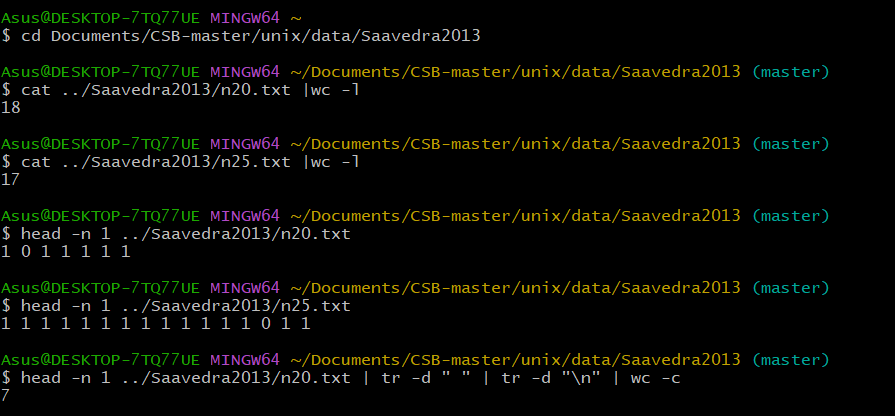 Asus@DESKTOP-7TQ77UE MINGW64 ~
$ cd Documents/CSB-master/unix/data/Saavedra2013
Asus@DESKTOP-7TQ77UE MINGW64 ~/Documents/CSB-master/unix/data/Saavedra2013 (master)
$ cat ../Saavedra2013/n20.txt |wc -l
18
Asus@DESKTOP-7TQ77UE MINGW64 ~/Documents/CSB-master/unix/data/Saavedra2013 (master)
$ cat ../Saavedra2013/n25.txt |wc -l
17
Asus@DESKTOP-7TQ77UE MINGW64 ~/Documents/CSB-master/unix/data/Saavedra2013 (master)
$ head -n 1 ../Saavedra2013/n20.txt
1 0 1 1 1 1 1
Asus@DESKTOP-7TQ77UE MINGW64 ~/Documents/CSB-master/unix/data/Saavedra2013 (master)
$ head -n 1 ../Saavedra2013/n25.txt
1 1 1 1 1 1 1 1 1 1 1 1 1 0 1 1
Asus@DESKTOP-7TQ77UE MINGW64 ~/Documents/CSB-master/unix/data/Saavedra2013 (master)
$ head -n 1 ../Saavedra2013/n20.txt | tr -d " " | tr -d "\n" | wc -c
7